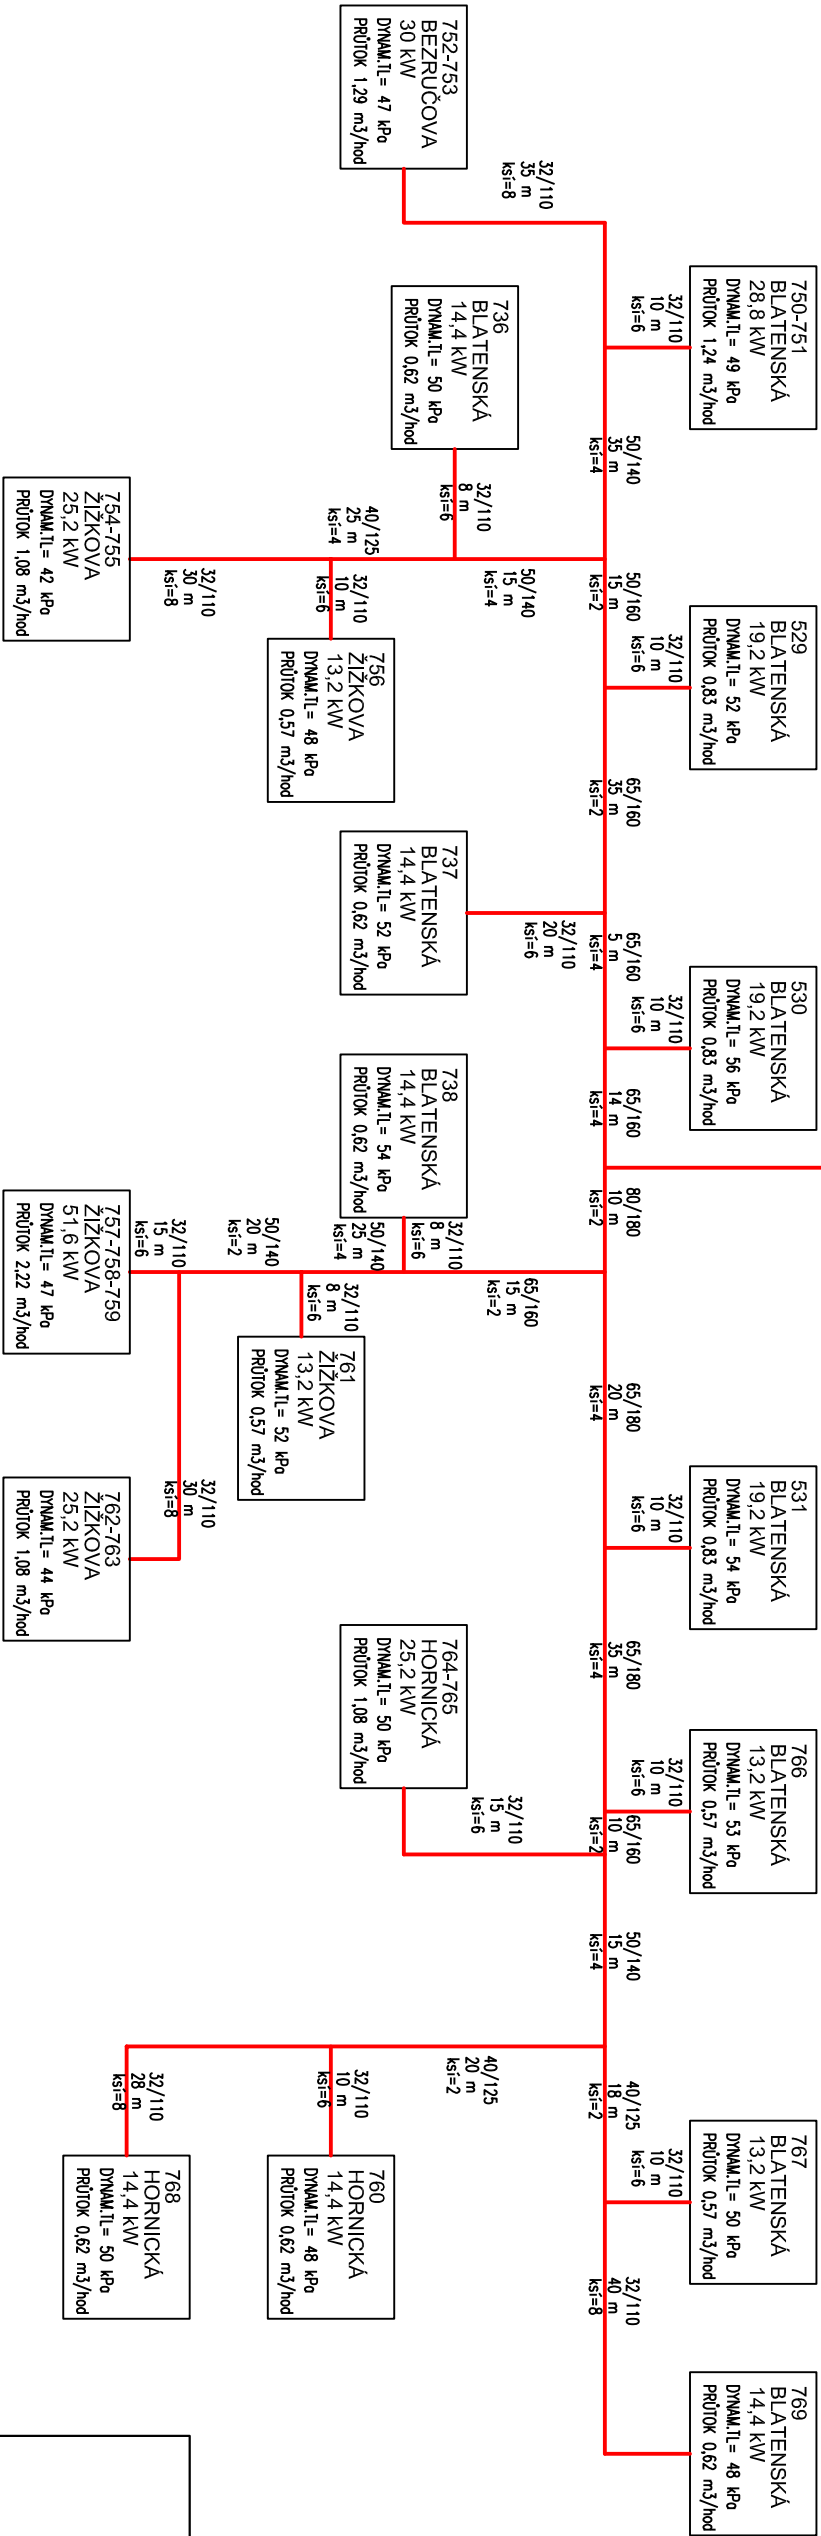 752-753
BEZRUČOVA
30 kW
DYNAM.TL= 47 kPa
PRŮTOK 1,29 m3/hod
32/110
35 m
ksí=8
750-751
BLATENSKÁ
28,8 kW
DYNAM.TL= 49 kPa
PRŮTOK 1,24 m3/hod
32/110
10 m
ksí=6
736
BLATENSKÁ
14,4 kW
DYNAM.TL= 50 kPa
PRŮTOK 0,62 m3/hod
32/110
8 m
ksí=6
50/140
35 m
ksí=4
754-755
ŽIŽKOVA
25,2 kW
DYNAM.TL= 42 kPa
PRŮTOK 1,08 m3/hod
32/110
30 m
ksí=8
40/125
25 m
ksí=4
32/110
10 m
ksí=6
50/140
15 m
ksí=4
50/160
15 m
ksí=2
756
ŽIŽKOVA
13,2 kW
DYNAM.TL= 48 kPa
PRŮTOK 0,57 m3/hod
529
BLATENSKÁ
19,2 kW
DYNAM.TL= 52 kPa
PRŮTOK 0,83 m3/hod
32/110
10 m
ksí=6
65/160
35 m
ksí=2
737
BLATENSKÁ
14,4 kW
DYNAM.TL= 52 kPa
PRŮTOK 0,62 m3/hod
32/110
20 m
ksí=6
65/160
5 m
ksí=4
530
BLATENSKÁ
19,2 kW
DYNAM.TL= 56 kPa
PRŮTOK 0,83 m3/hod
32/110
10 m
ksí=6
65/160
14 m
ksí=4
738
BLATENSKÁ
14,4 kW
DYNAM.TL= 54 kPa
PRŮTOK 0,62 m3/hod
32/110
8 m
ksí=6
80/180
10 m
ksí=2
757-758-759
ŽIŽKOVA
51,6 kW
DYNAM.TL= 47 kPa
PRŮTOK 2,22 m3/hod
32/110
15 m
ksí=6
50/140
20 m
ksí=2
50/140
25 m
ksí=4
65/160
15 m
ksí=2
32/110
8 m
ksí=6
761
ŽIŽKOVA
13,2 kW
DYNAM.TL= 52 kPa
PRŮTOK 0,57 m3/hod
65/180
20 m
ksí=4
762-763
ŽIŽKOVA
25,2 kW
DYNAM.TL= 44 kPa
PRŮTOK 1,08 m3/hod
32/110
30 m
ksí=8
531
BLATENSKÁ
19,2 kW
DYNAM.TL= 54 kPa
PRŮTOK 0,83 m3/hod
32/110
10 m
ksí=6
65/180
35 m
ksí=4
764-765
HORNICKÁ
25,2 kW
DYNAM.TL= 50 kPa
PRŮTOK 1,08 m3/hod
32/110
15 m
ksí=6
766
BLATENSKÁ
13,2 kW
DYNAM.TL= 53 kPa
PRŮTOK 0,57 m3/hod
32/110
10 m
ksí=6
65/160
10 m
ksí=2
50/140
15 m
ksí=4
40/125
20 m
ksí=2
32/110
10 m
ksí=6
32/110
28 m
ksí=8
40/125
18 m
ksí=2
768
HORNICKÁ
14,4 kW
DYNAM.TL= 50 kPa
PRŮTOK 0,62 m3/hod
760
HORNICKÁ
14,4 kW
DYNAM.TL= 48 kPa
PRŮTOK 0,62 m3/hod
767
BLATENSKÁ
13,2 kW
DYNAM.TL= 50 kPa
PRŮTOK 0,57 m3/hod
32/110
10 m
ksí=6
32/110
40 m
ksí=8
769
BLATENSKÁ
14,4 kW
DYNAM.TL= 48 kPa
PRŮTOK 0,62 m3/hod